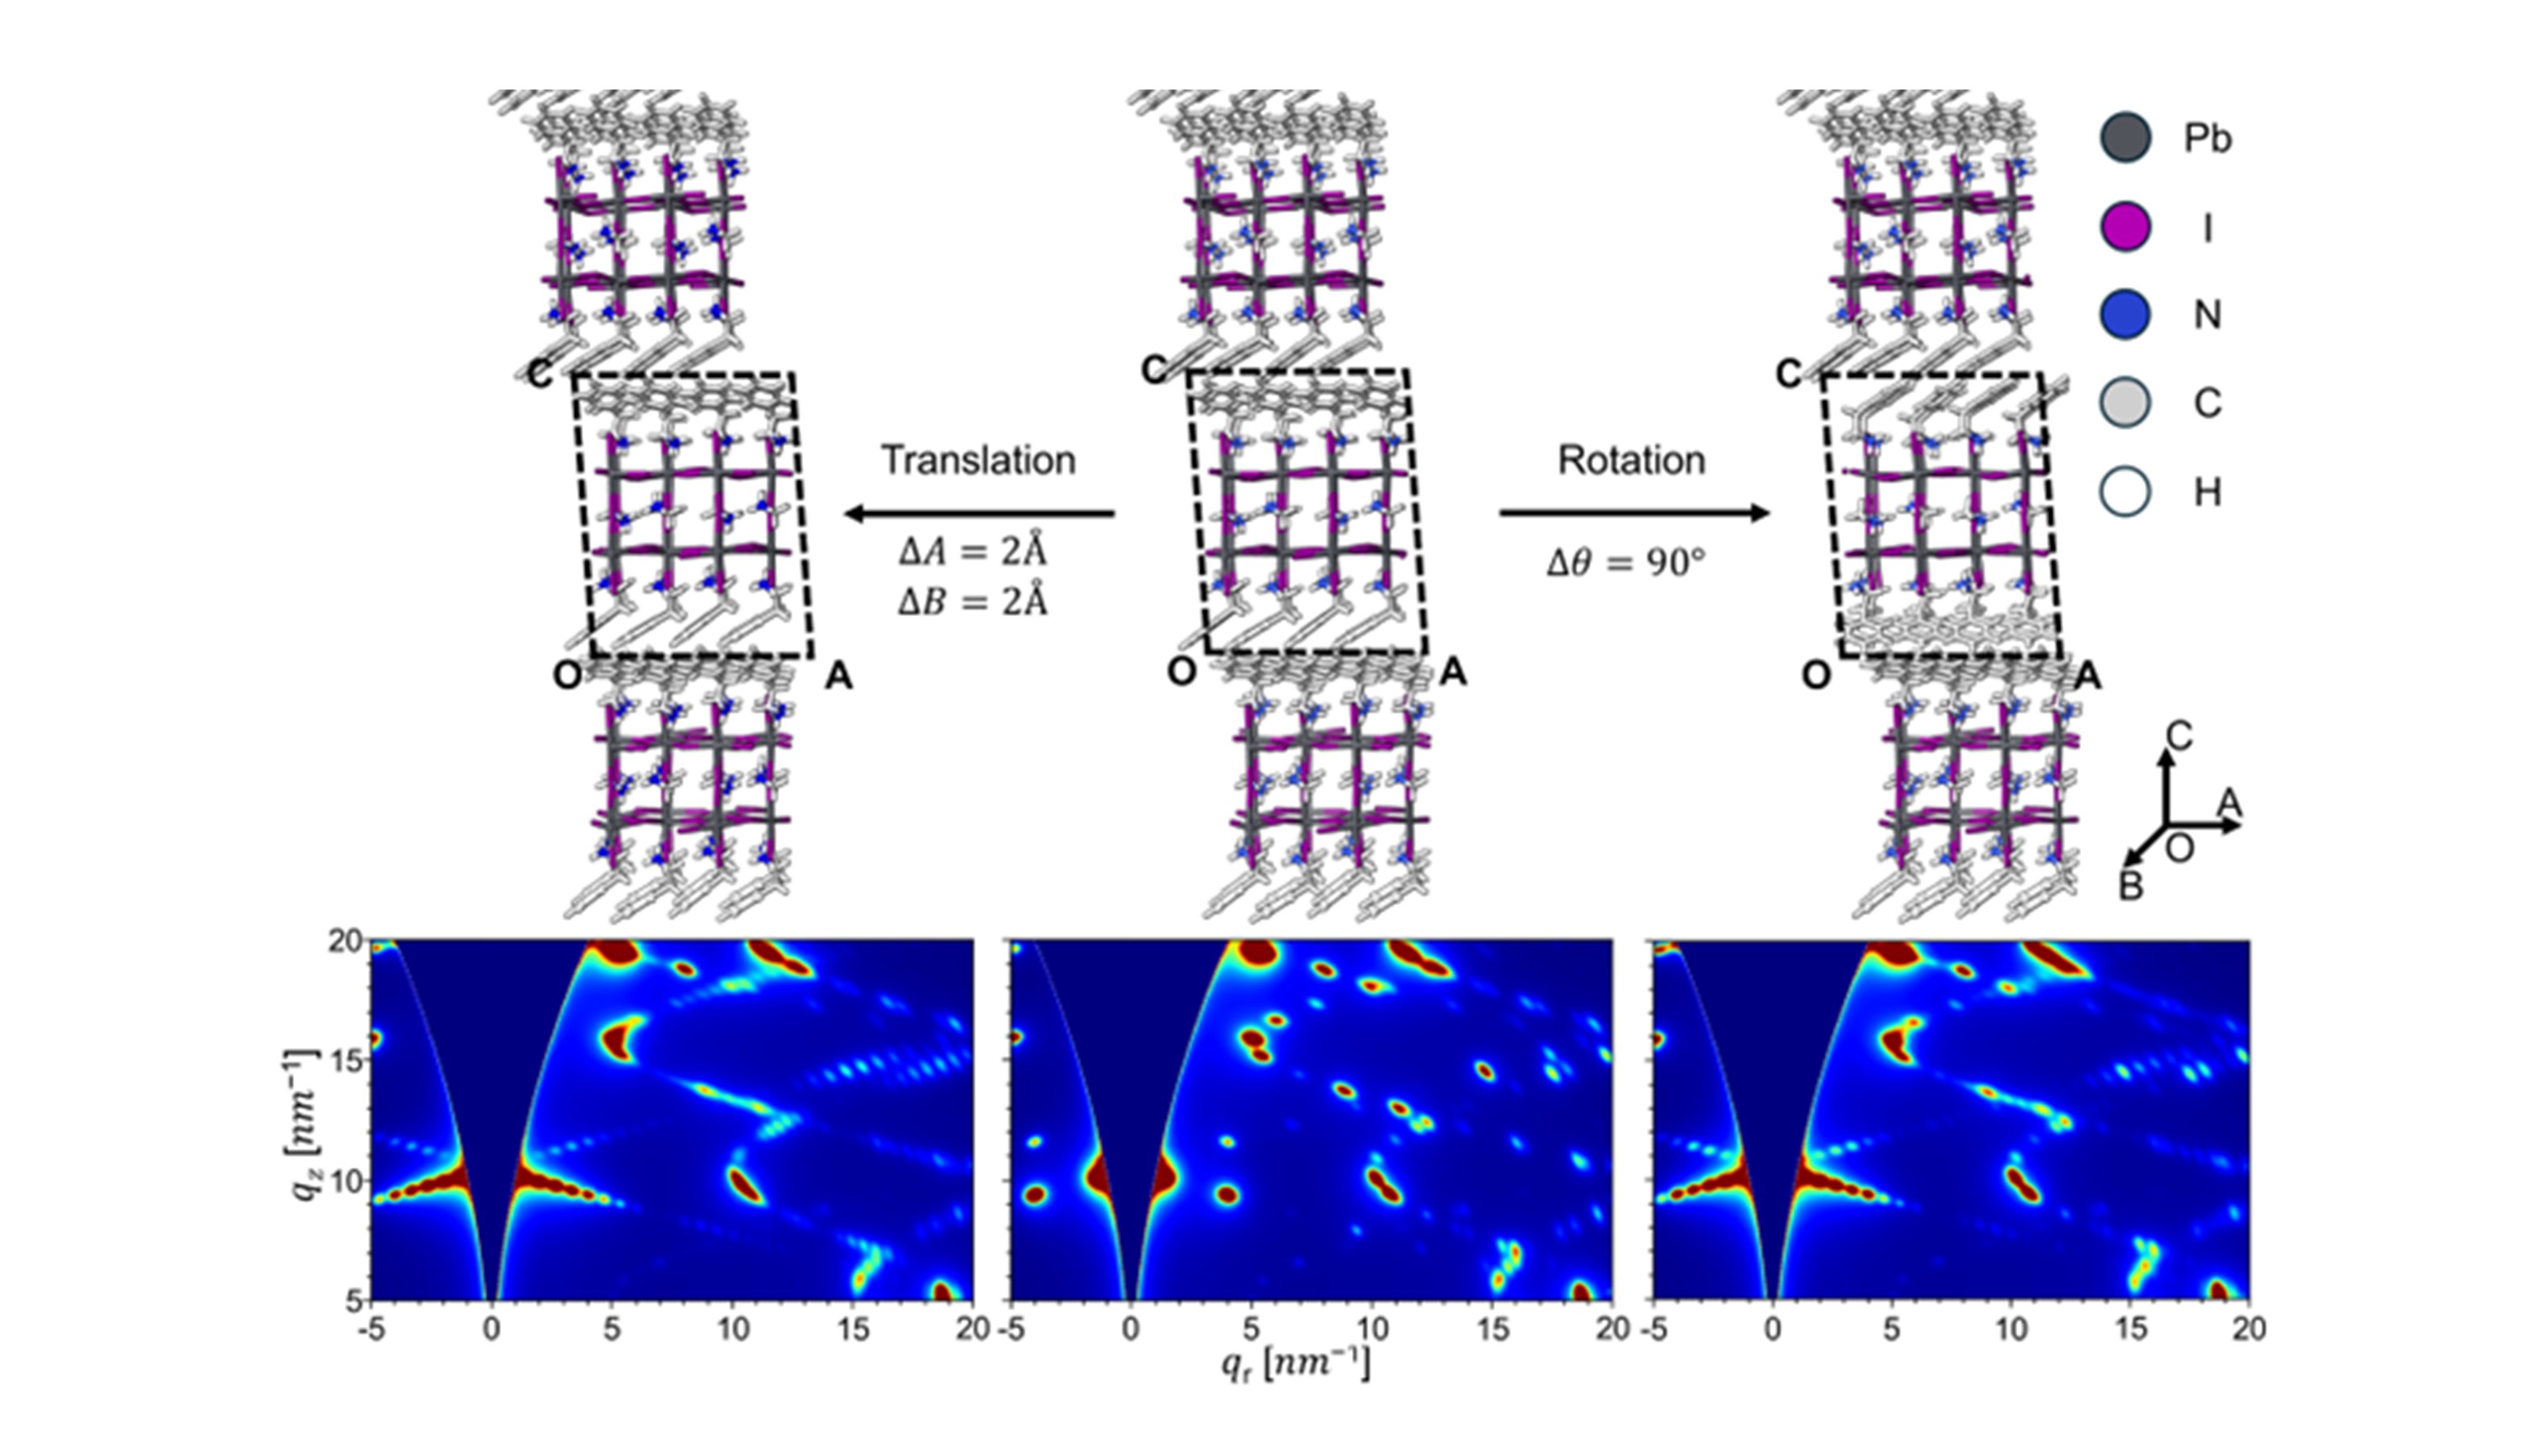 Pb
I
N
C
H
C
C
C
Translation
ΔA = 2Å
ΔB = 2Å
Rotation
Δθ = 90°
O
A
O
A
O
A
C
A
O
B
20
15
10
5
q_z [nm⁻¹]
-5 0 5 10 15 20
-5 0 5 10 15 20
-5 0 5 10 15 20
q_r [nm⁻¹]